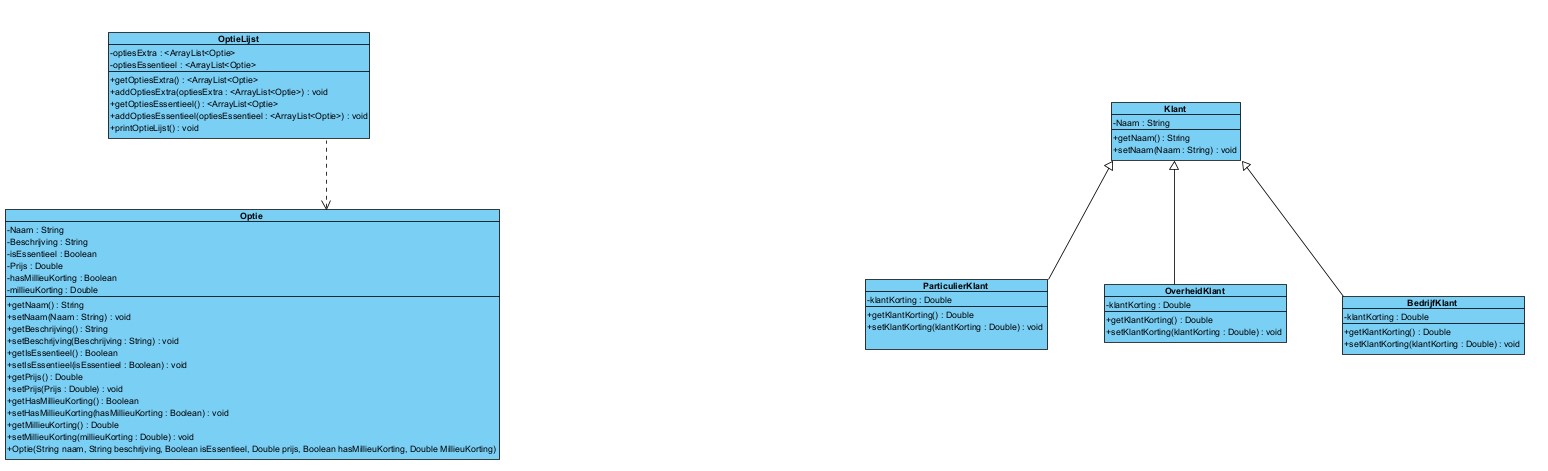 OptieLijst
-optiesExtra : <ArrayList<Optie>
-optiesEssentieel : <ArrayList<Optie>
+getOptiesExtra() : <ArrayList<Optie>
+addOptiesExtra(optiesExtra : <ArrayList<Optie>) : void
+getOptiesEssentieel() : <ArrayList<Optie>
+addOptiesEssentieel(optiesEssentieel : <ArrayList<Optie>) : void
+printOptieLijst() : void
Optie
-Naam : String
-Beschrijving : String
-isEssentieel : Boolean
-Prijs : Double
-hasMillieuKorting : Boolean
-millieuKorting : Double
+getNaam() : String
+setNaam(Naam : String) : void
+getBeschrijving() : String
+setBeschrijving(Beschrijving : String) : void
+getIsEssentieel() : Boolean
+setIsEssentieel(isEssentieel : Boolean) : void
+getPrijs() : Double
+setPrijs(Prijs : Double) : void
+getHasMillieuKorting() : Boolean
+setHasMillieuKorting(hasMillieuKorting : Boolean) : void
+getMillieuKorting() : Double
+setMillieuKorting(millieuKorting : Double) : void
+Optie(String naam, String beschrijving, Boolean isEssentieel, Double prijs, Boolean hasMillieuKorting, Double MillieuKorting)
Klant
-Naam : String
+getNaam() : String
+setNaam(Naam : String) : void
ParticulierKlant
-klantKorting : Double
+getKlantKorting() : Double
+setKlantKorting(klantKorting : Double) : void
OverheidKlant
-klantKorting : Double
+getKlantKorting() : Double
+setKlantKorting(klantKorting : Double) : void
BedrijfKlant
-klantKorting : Double
+getKlantKorting() : Double
+setKlantKorting(klantKorting : Double) : void